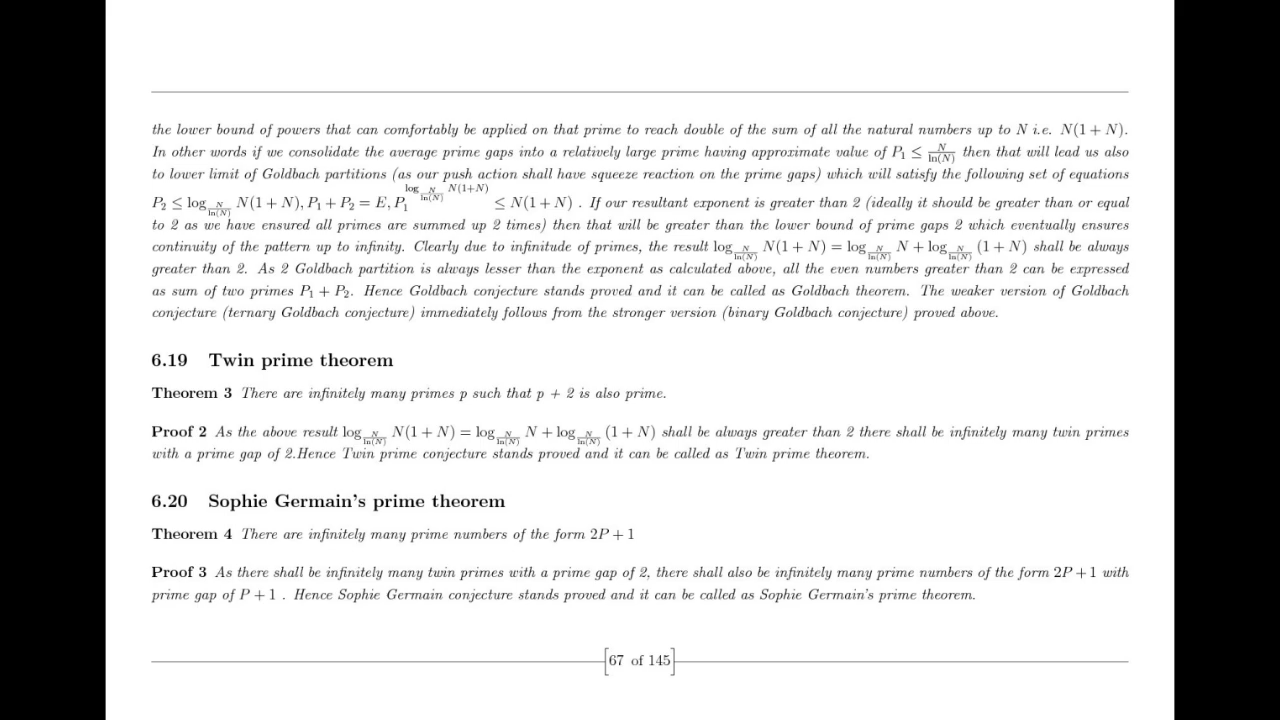 the lower bound of powers that can comfortably be applied on that prime to reach double of the sum of all the natural numbers up to N i.e. N(1 + N).
In other words if we consolidate the average prime gaps into a relatively large prime having approximate value of P₁ ≤ N/ln(N) then that will lead us also
to lower limit of Goldbach partitions (as our push action shall have squeeze reaction on the prime gaps) which will satisfy the following set of equations
P₂ ≤ log_{N/ln(N)} N(1 + N), P₁ + P₂ = E, P₁^{log_{N/ln(N)} N(1+N)} ≤ N(1 + N) . If our resultant exponent is greater than 2 (ideally it should be greater than or equal
to 2 as we have ensured all primes are summed up 2 times) then that will be greater than the lower bound of prime gaps 2 which eventually ensures
continuity of the pattern up to infinity. Clearly due to infinitude of primes, the result log_{N/ln(N)} N(1 + N) = log_{N/ln(N)} N + log_{N/ln(N)} (1 + N) shall be always
greater than 2. As 2 Goldbach partition is always lesser than the exponent as calculated above, all the even numbers greater than 2 can be expressed
as sum of two primes P₁ + P₂. Hence Goldbach conjecture stands proved and it can be called as Goldbach theorem. The weaker version of Goldbach
conjecture (ternary Goldbach conjecture) immediately follows from the stronger version (binary Goldbach conjecture) proved above.
6.19 Twin prime theorem
Theorem 3 There are infinitely many primes p such that p + 2 is also prime.
Proof 2 As the above result log_{N/ln(N)} N(1 + N) = log_{N/ln(N)} N + log_{N/ln(N)} (1 + N) shall be always greater than 2 there shall be infinitely many twin primes
with a prime gap of 2.Hence Twin prime conjecture stands proved and it can be called as Twin prime theorem.
6.20 Sophie Germain's prime theorem
Theorem 4 There are infinitely many prime numbers of the form 2P + 1
Proof 3 As there shall be infinitely many twin primes with a prime gap of 2, there shall also be infinitely many prime numbers of the form 2P + 1 with
prime gap of P + 1 . Hence Sophie Germain conjecture stands proved and it can be called as Sophie Germain's prime theorem.
[67 of 145]